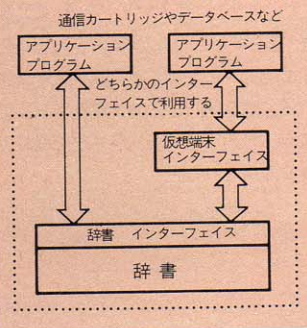 通信カートリッジやデータベースなど
アプリケーション
プログラム
アプリケーション
プログラム
どちらかのインター
フェイスで利用する
仮想端末
インターフェイス
辞書 インターフェイス
辞書